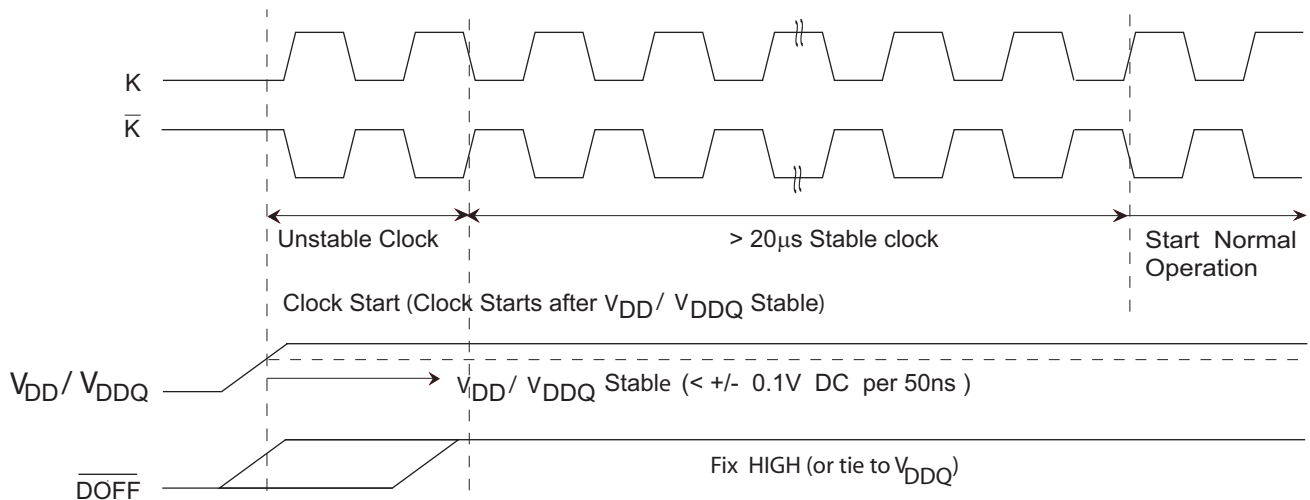 K
K̅
Unstable Clock
> 20μs Stable clock
Start Normal
Operation
Clock Start (Clock Starts after VDD/ VDDQ Stable)
VDD/ VDDQ
VDD/ VDDQ Stable (< +/- 0.1V DC per 50ns )
Fix HIGH (or tie to VDDQ)
D̅O̅F̅F̅